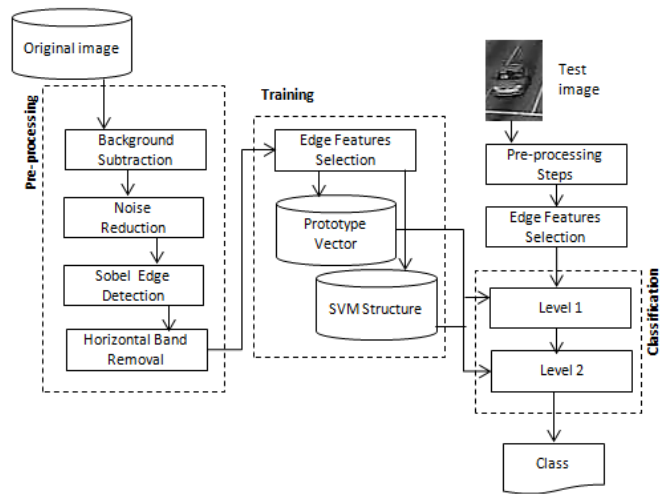 Original image
Pre-processing
Background
Subtraction
Noise
Reduction
Sobel Edge
Detection
Horizontal Band
Removal
Training
Edge Features
Selection
Prototype
Vector
SVM Structure
Test
image
Pre-processing
Steps
Edge Features
Selection
Classification
Level 1
Level 2
Class